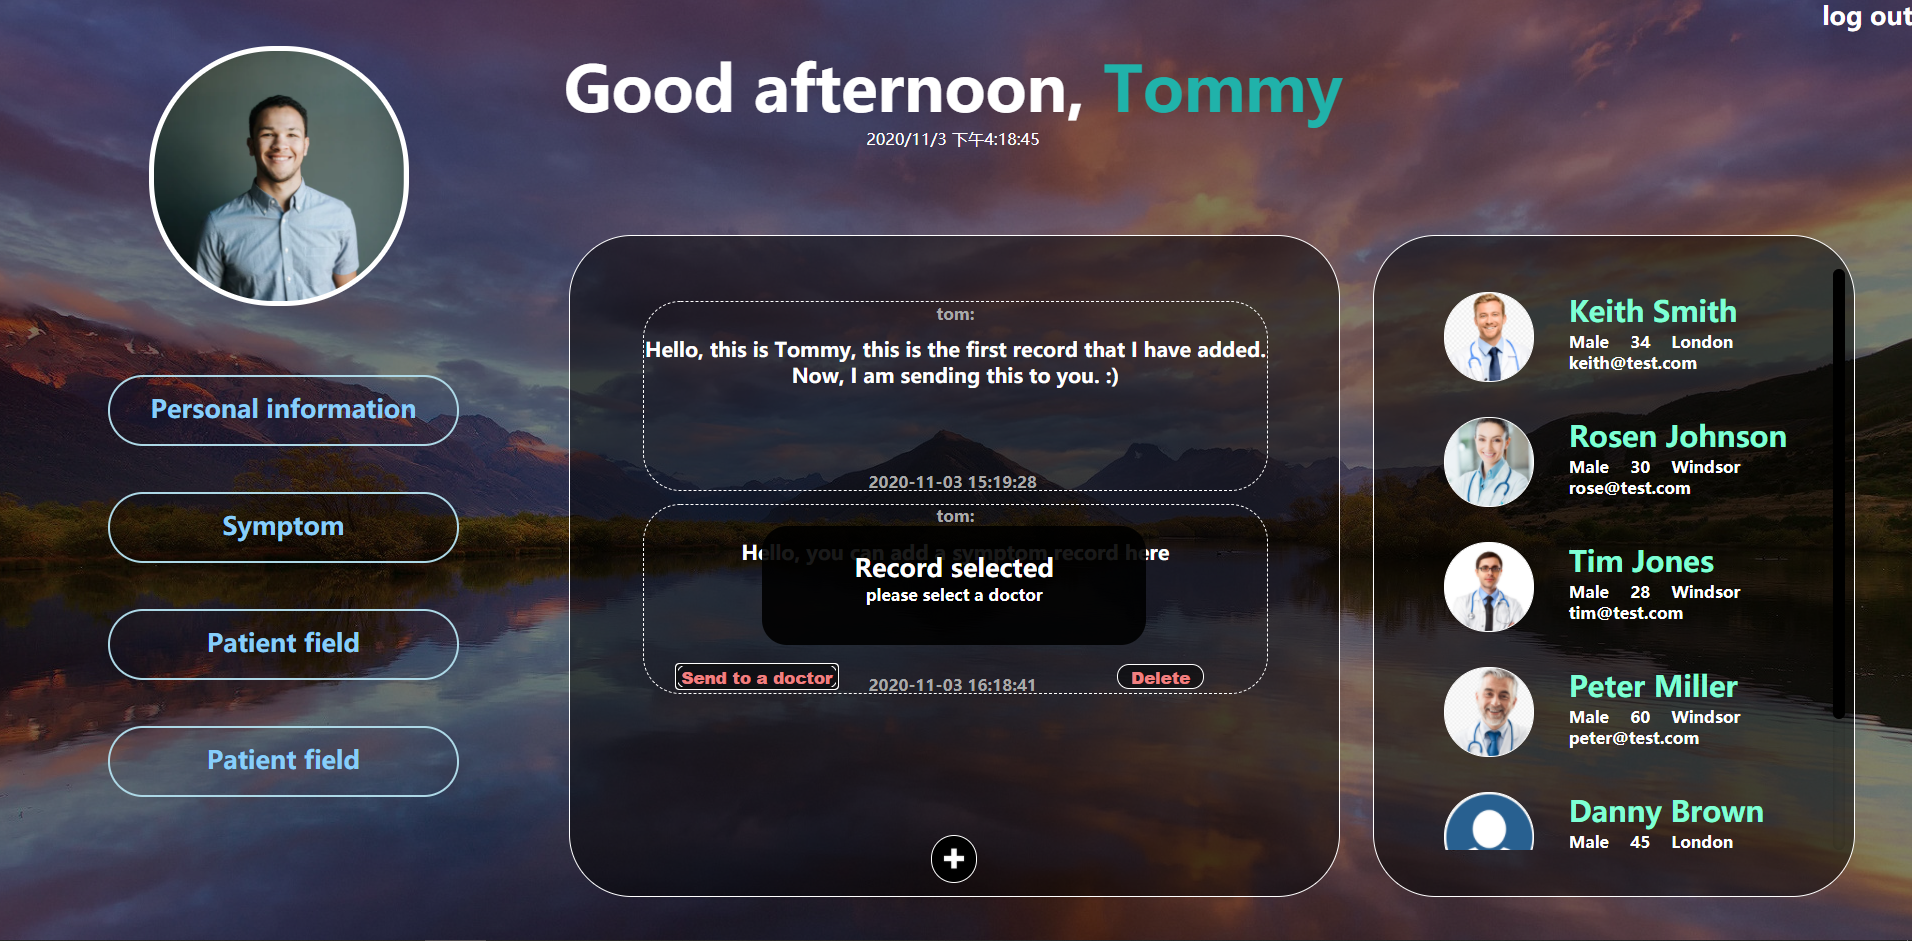 log out
Good afternoon, Tommy
2020/11/3 下午4:18:45
Personal information
Symptom
Patient field
Patient field
tom:
Hello, this is Tommy, this is the first record that I have added.
Now, I am sending this to you. :)
2020-11-03 15:19:28
tom:
Hello, you can add a symptom record here
Record selected
please select a doctor
Send to a doctor
2020-11-03 16:18:41
Delete
Keith Smith
Male 34 London
keith@test.com
Rosen Johnson
Male 30 Windsor
rose@test.com
Tim Jones
Male 28 Windsor
tim@test.com
Peter Miller
Male 60 Windsor
peter@test.com
Danny Brown
Male 45 London